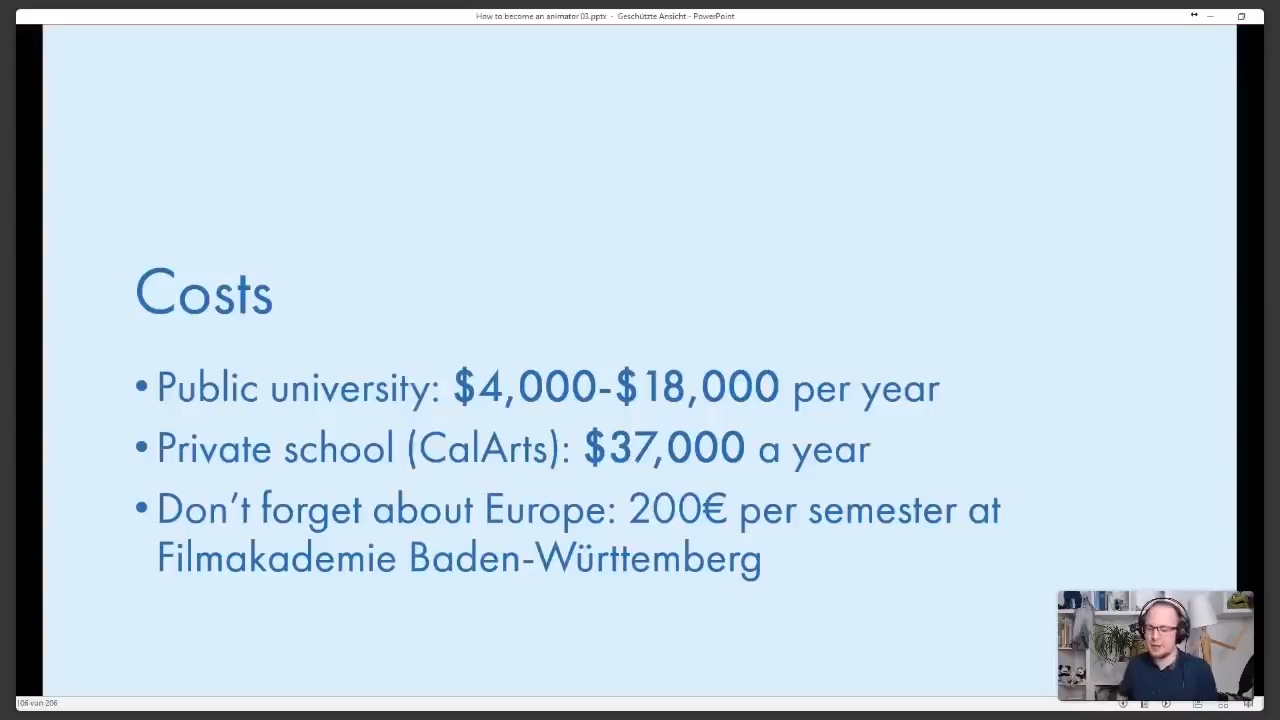 How to become an animator 03.pptx - Geschützte Ansicht - PowerPoint
Costs
• Public university: $4,000-$18,000 per year
• Private school (CalArts): $37,000 a year
• Don't forget about Europe: 200€ per semester at
Filmakademie Baden-Württemberg
106 van 206